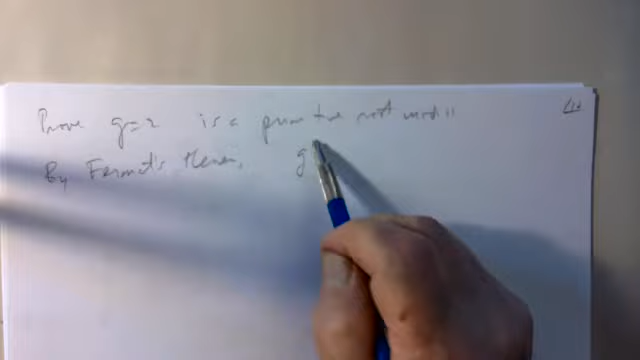 Prove g=2 is a primitive root mod 11
By Fermat's Theorem, g